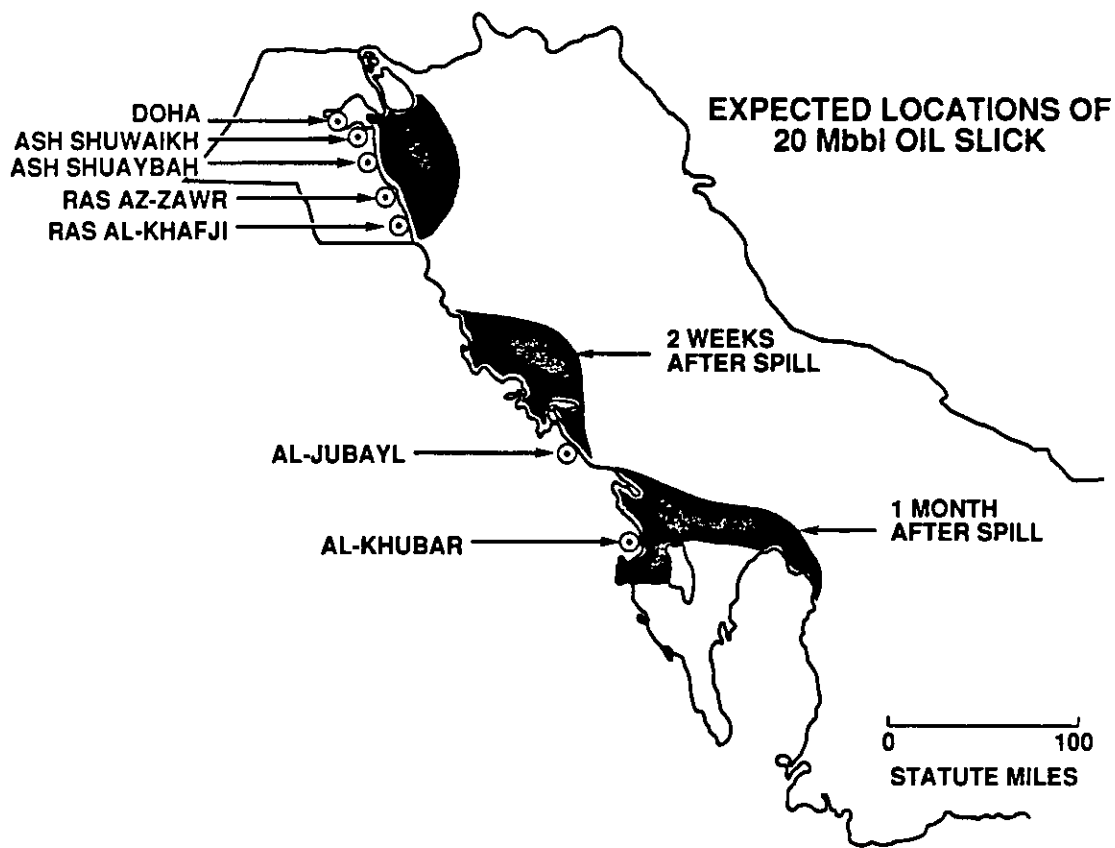 EXPECTED LOCATIONS OF
20 Mbbl OIL SLICK
DOHA
ASH SHUWAIKH
ASH SHUAYBAH
RAS AZ-ZAWR
RAS AL-KHAFJI
2 WEEKS
AFTER SPILL
AL-JUBAYL
1 MONTH
AFTER SPILL
AL-KHUBAR
0 100
STATUTE MILES